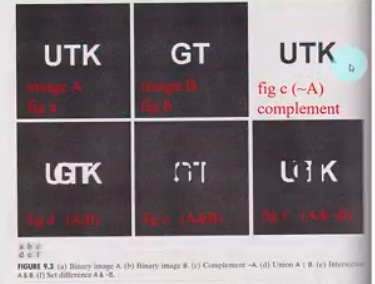 UTK
image A
fig a
GT
image B
fig b
UTK
fig c (~A)
complement
UGTK
fig d (A|B)
GT
fig e (A&B)
U K
fig f (A&~B)
a b c
d e f
FIGURE 9.3 (a) Binary image A. (b) Binary image B. (c) Complement ~A. (d) Union A | B. (e) Intersection
A & B. (f) Set difference A & ~B.